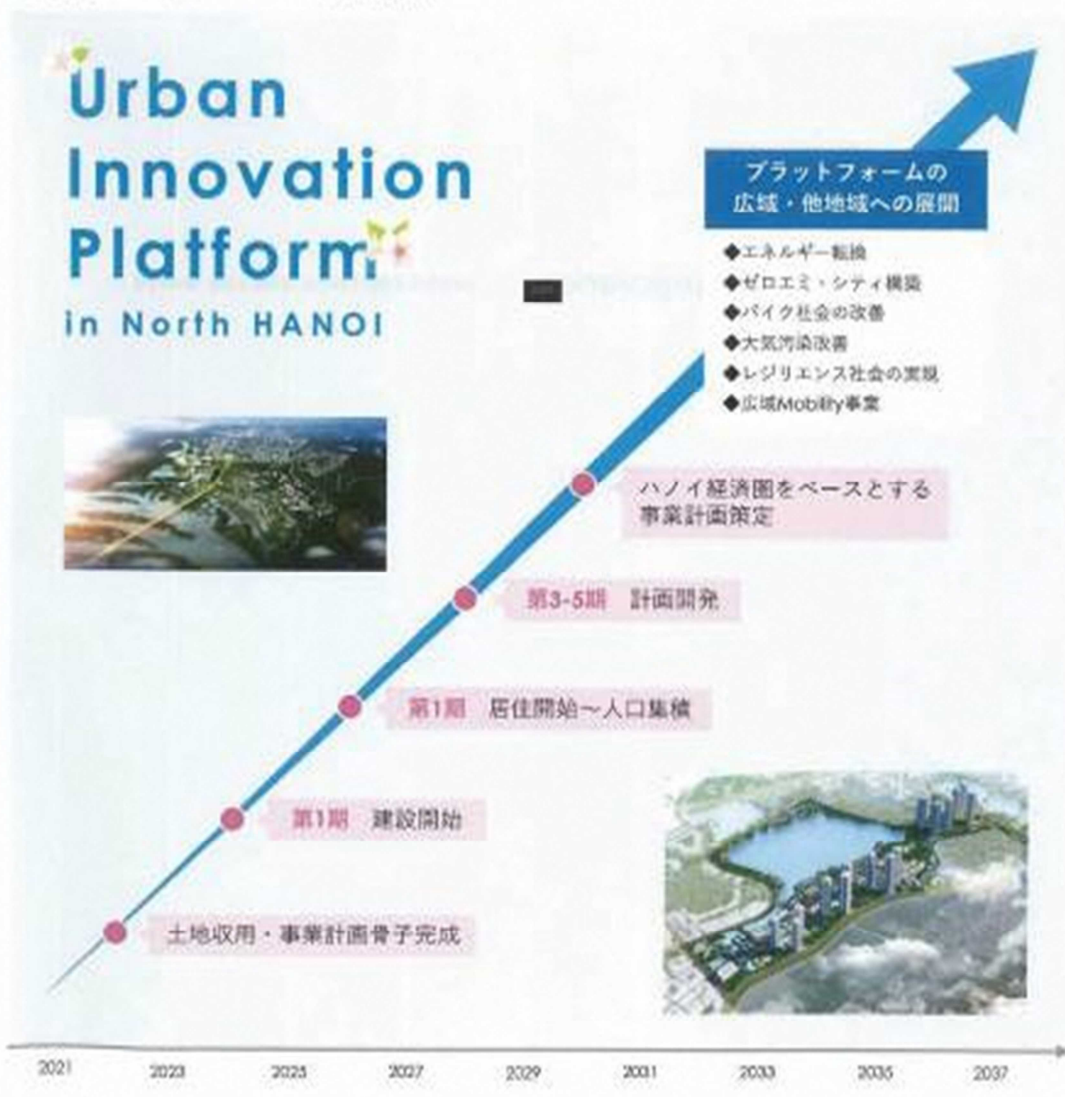 Urban
Innovation
Platform
in North HANOI
プラットフォームの
広域・他地域への展開
◆エネルギー転換
◆ゼロエミ・シティ構築
◆バイク社会の改善
◆大気汚染改善
◆レジリエンス社会の実現
◆広域Mobility事業
ハノイ経済圏をベースとする
事業計画策定
第3-5期 計画開発
第1期 居住開始～人口集積
第1期 建設開始
土地収用・事業計画骨子完成
2021 2023 2025 2027 2029 2031 2033 2035 2037